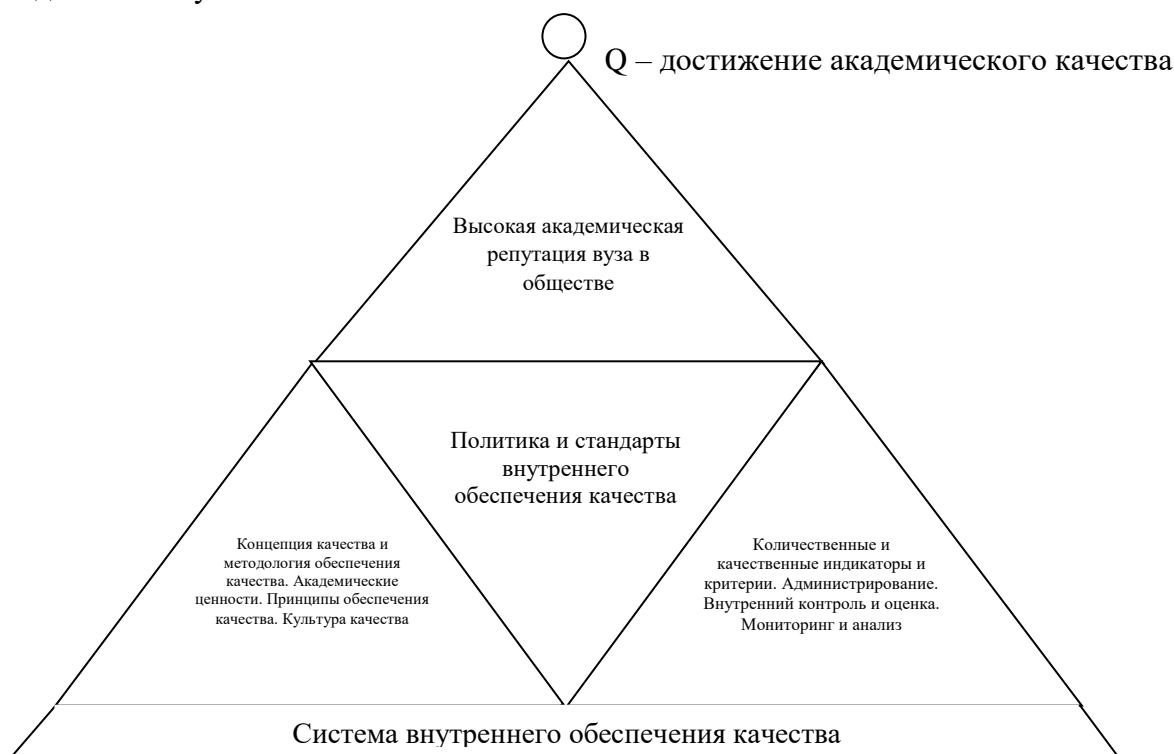 Q – достижение академического качества
Высокая академическая
репутация вуза в
обществе
Политика и стандарты
внутреннего
обеспечения качества
Концепция качества и
методология обеспечения
качества. Академические
ценности. Принципы обеспечения
качества. Культура качества
Количественные и
качественные индикаторы и
критерии. Администрирование.
Внутренний контроль и оценка.
Мониторинг и анализ
Система внутреннего обеспечения качества